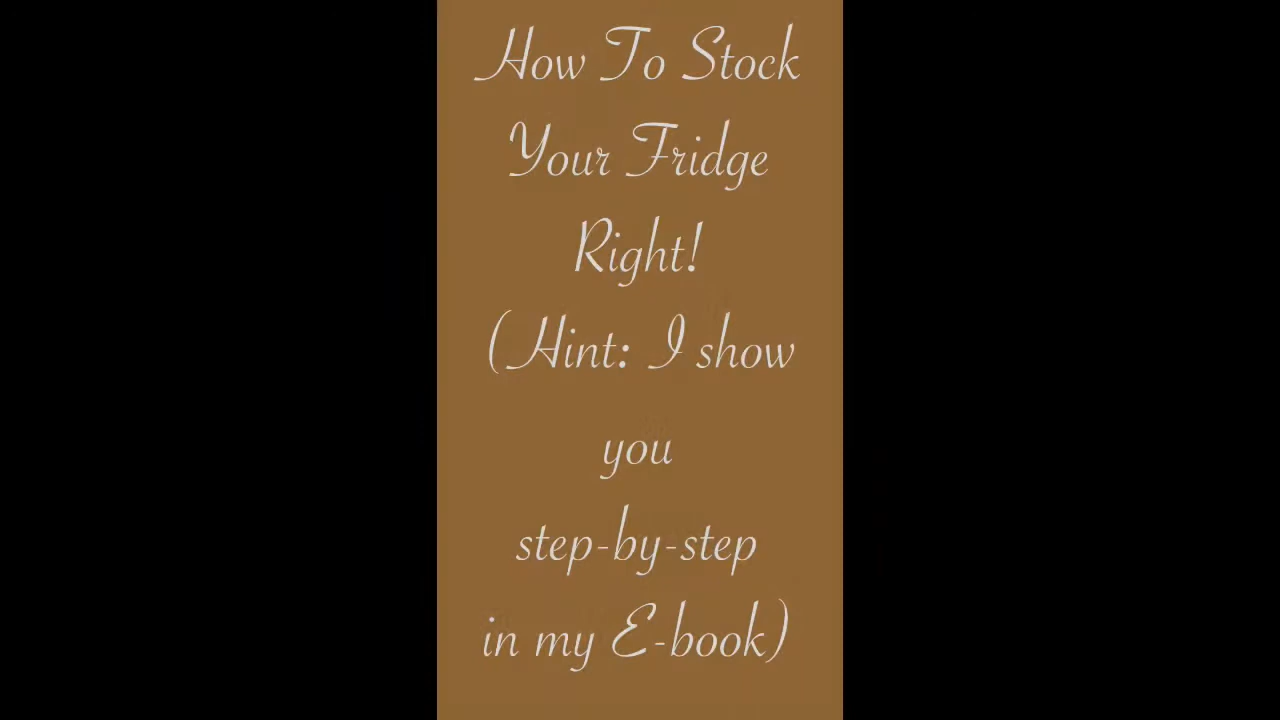 How To Stock
Your Fridge
Right!
(Hint: I show
you
step-by-step
in my E-book)